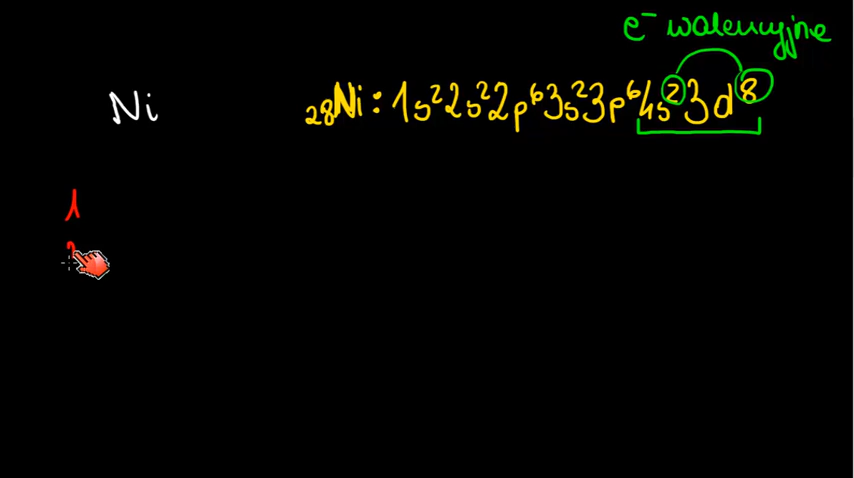 e⁻ walencyjne
Ni
₂₈Ni: 1s²2s²2p⁶3s²3p⁶4s²3d⁸
1